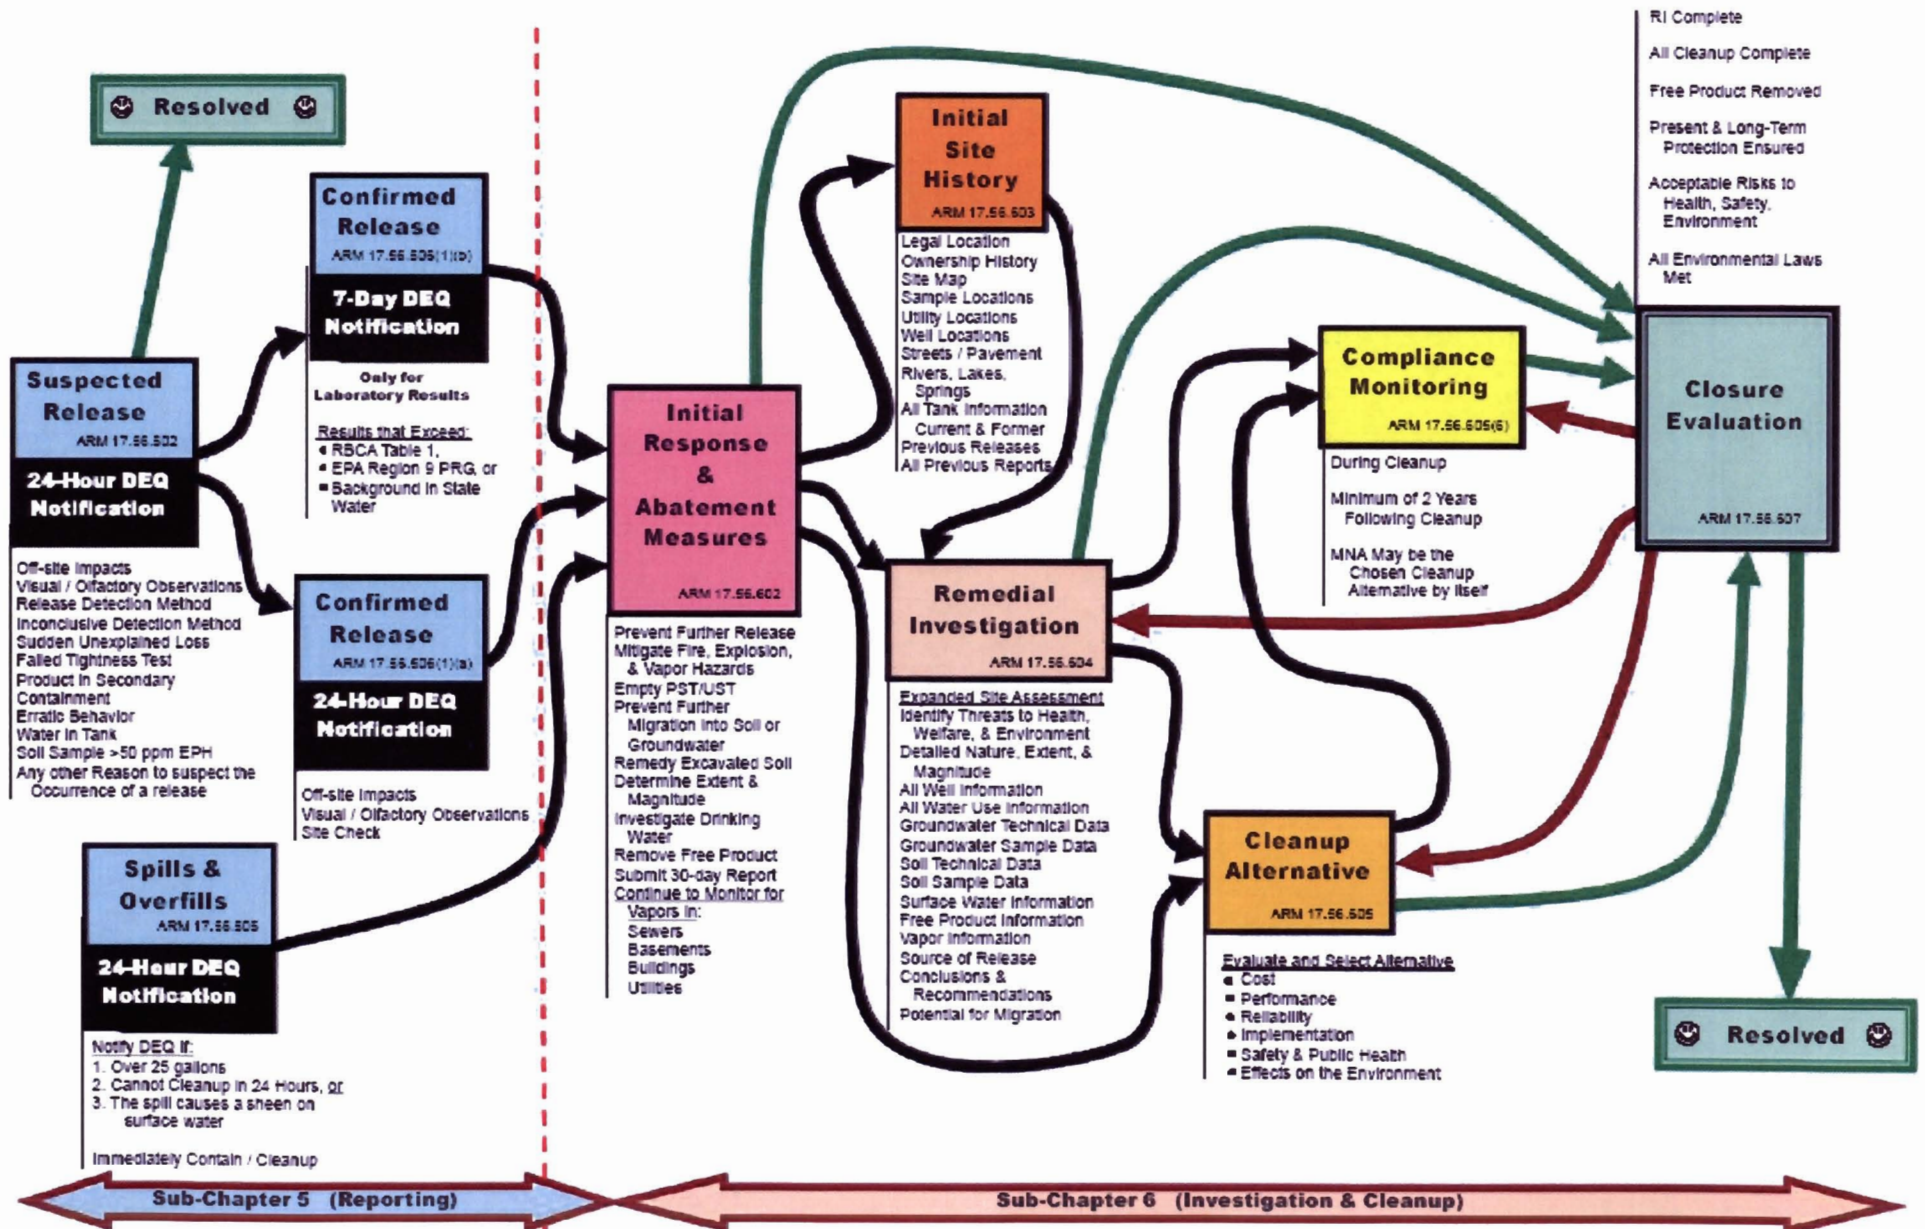 Resolved
Suspected
Release
ARM 17.56.502
24-Hour DEQ
Notification
Off-site Impacts
Visual / Olfactory Observations
Release Detection Method
Inconclusive Detection Method
Sudden Unexplained Loss
Failed Tightness Test
Product in Secondary
Containment
Erratic Behavior
Water in Tank
Soil Sample >50 ppm EPH
Any other Reason to suspect the
Occurrence of a release
Confirmed
Release
ARM 17.56.506(1)(b)
7-Day DEQ
Notification
Only for
Laboratory Results
Results that Exceed:
RBCA Table 1,
EPA Region 9 PRG, or
Background in State
Water
Confirmed
Release
ARM 17.56.506(1)(a)
24-Hour DEQ
Notification
Off-site Impacts
Visual / Olfactory Observations
Site Check
Spills &
Overfills
ARM 17.56.505
24-Hour DEQ
Notification
Notify DEQ if:
1. Over 25 gallons
2. Cannot Cleanup in 24 Hours, or
3. The spill causes a sheen on
surface water
Immediately Contain / Cleanup
Initial
Response
&
Abatement
Measures
ARM 17.56.602
Prevent Further Release
Mitigate Fire, Explosion,
& Vapor Hazards
Empty PST/UST
Prevent Further
Migration into Soil or
Groundwater
Remedy Excavated Soil
Determine Extent &
Magnitude
Investigate Drinking
Water
Remove Free Product
Submit 30-day Report
Continue to Monitor for
Vapors in:
Sewers
Basements
Buildings
Utilities
Initial
Site
History
ARM 17.56.603
Legal Location
Ownership History
Site Map
Sample Locations
Utility Locations
Well Locations
Streets / Pavement
Rivers, Lakes,
Springs
All Tank Information
Current & Former
Previous Releases
All Previous Reports
Remedial
Investigation
ARM 17.56.604
Expanded Site Assessment
Identify Threats to Health,
Welfare, & Environment
Detailed Nature, Extent, &
Magnitude
All Well Information
All Water Use Information
Groundwater Technical Data
Groundwater Sample Data
Soil Technical Data
Soil Sample Data
Surface Water Information
Free Product Information
Vapor Information
Source of Release
Conclusions &
Recommendations
Potential for Migration
Compliance
Monitoring
ARM 17.56.605(6)
During Cleanup
Minimum of 2 Years
Following Cleanup
MNA May be the
Chosen Cleanup
Alternative by Itself
Cleanup
Alternative
ARM 17.56.605
Evaluate and Select Alternative
Cost
Performance
Reliability
Implementation
Safety & Public Health
Effects on the Environment
RI Complete
All Cleanup Complete
Free Product Removed
Present & Long-Term
Protection Ensured
Acceptable Risks to
Health, Safety,
Environment
All Environmental Laws
Met
Closure
Evaluation
ARM 17.56.607
Resolved
Sub-Chapter 5 (Reporting)
Sub-Chapter 6 (Investigation & Cleanup)